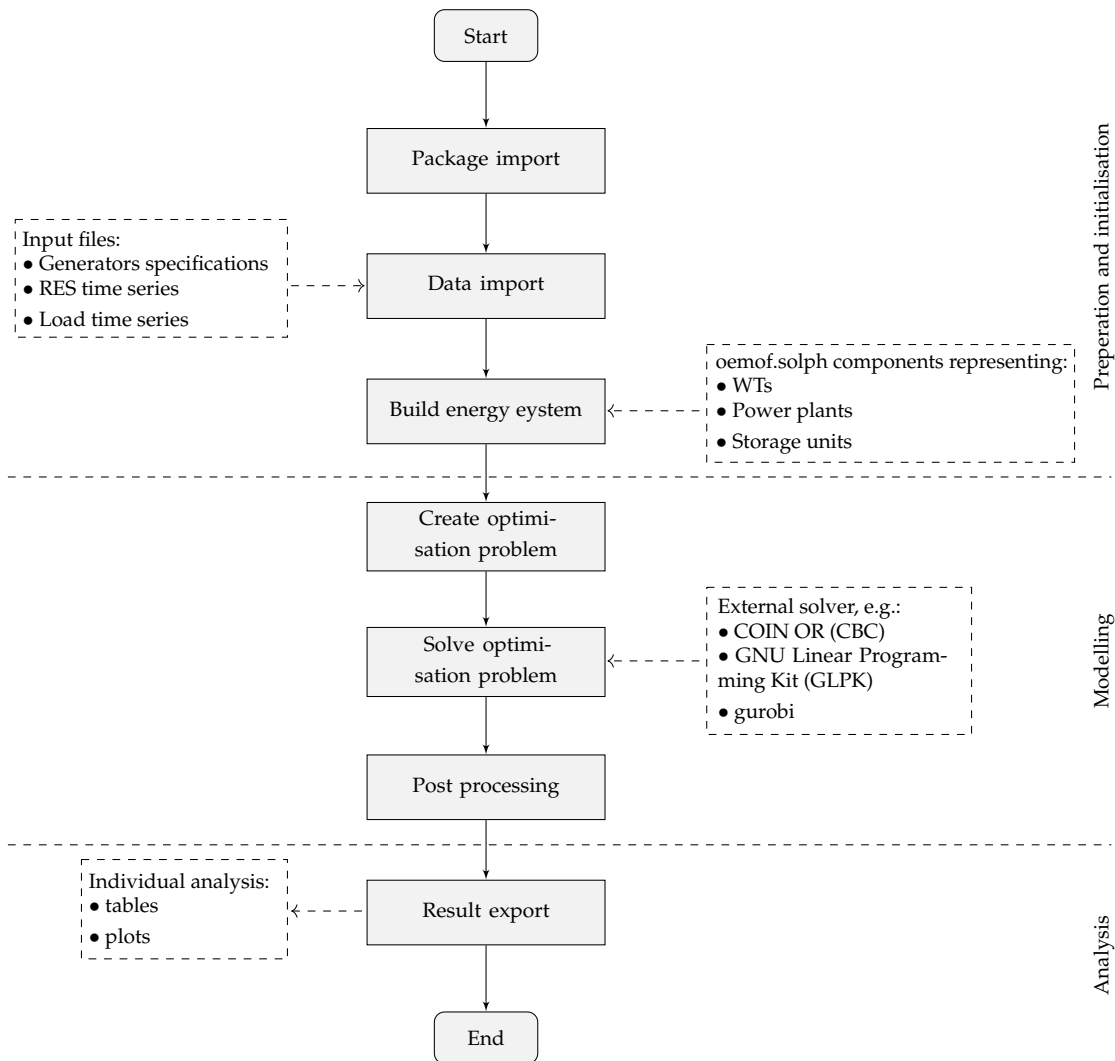 Start
Package import
Input files:
● Generators specifications
● RES time series
● Load time series
Data import
Build energy eystem
oemof.solph components representing:
● WTs
● Power plants
● Storage units
Preperation and initialisation
Create optimi-
sation problem
Solve optimi-
sation problem
External solver, e.g.:
● COIN OR (CBC)
● GNU Linear Program-
ming Kit (GLPK)
● gurobi
Post processing
Modelling
Individual analysis:
● tables
● plots
Result export
Analysis
End